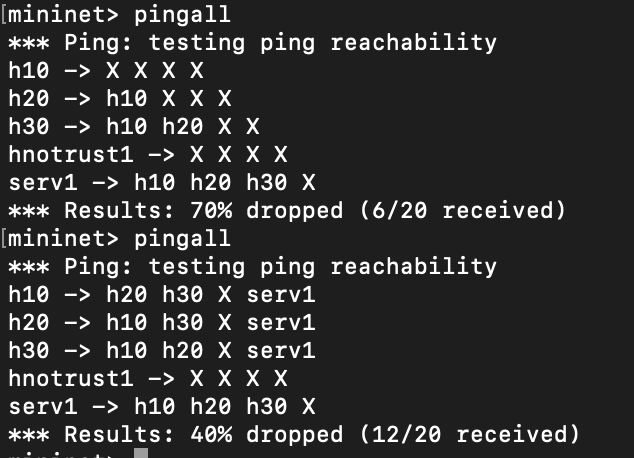 [mininet> pingall
*** Ping: testing ping reachability
h10 -> X X X X
h20 -> h10 X X X
h30 -> h10 h20 X X
hnotrust1 -> X X X X
serv1 -> h10 h20 h30 X
*** Results: 70% dropped (6/20 received)
[mininet> pingall
*** Ping: testing ping reachability
h10 -> h20 h30 X serv1
h20 -> h10 h30 X serv1
h30 -> h10 h20 X serv1
hnotrust1 -> X X X X
serv1 -> h10 h20 h30 X
*** Results: 40% dropped (12/20 received)
mininet>